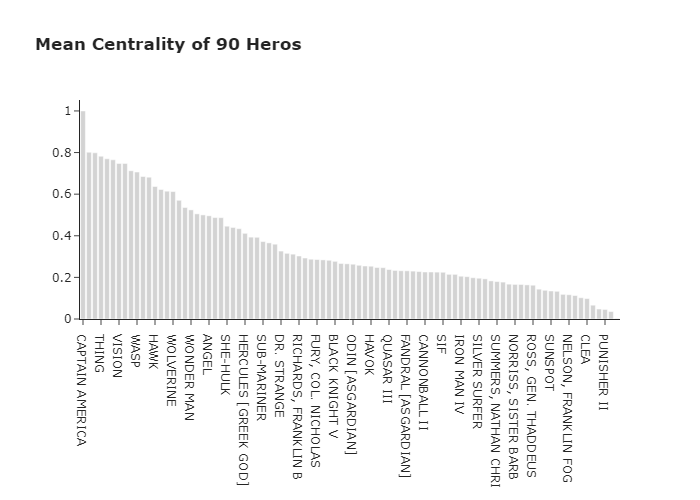 Mean Centrality of 90 Heros
1
0.8
0.6
0.4
0.2
0
CAPTAIN AMERICA
THING
VISION
WASP
HAWK
WOLVERINE
WONDER MAN
ANGEL
SHE-HULK
HERCULES [GREEK GOD]
SUB-MARINER
DR. STRANGE
RICHARDS, FRANKLIN B
FURY, COL. NICHOLAS
BLACK KNIGHT V
ODIN [ASGARDIAN]
HAVOK
QUASAR III
FANDRAL [ASGARDIAN]
CANNONBALL II
SIF
IRON MAN IV
SILVER SURFER
SUMMERS, NATHAN CHRI
NORRISS, SISTER BARB
ROSS, GEN. THADDEUS
SUNSPOT
NELSON, FRANKLIN FOG
CLEA
PUNISHER II